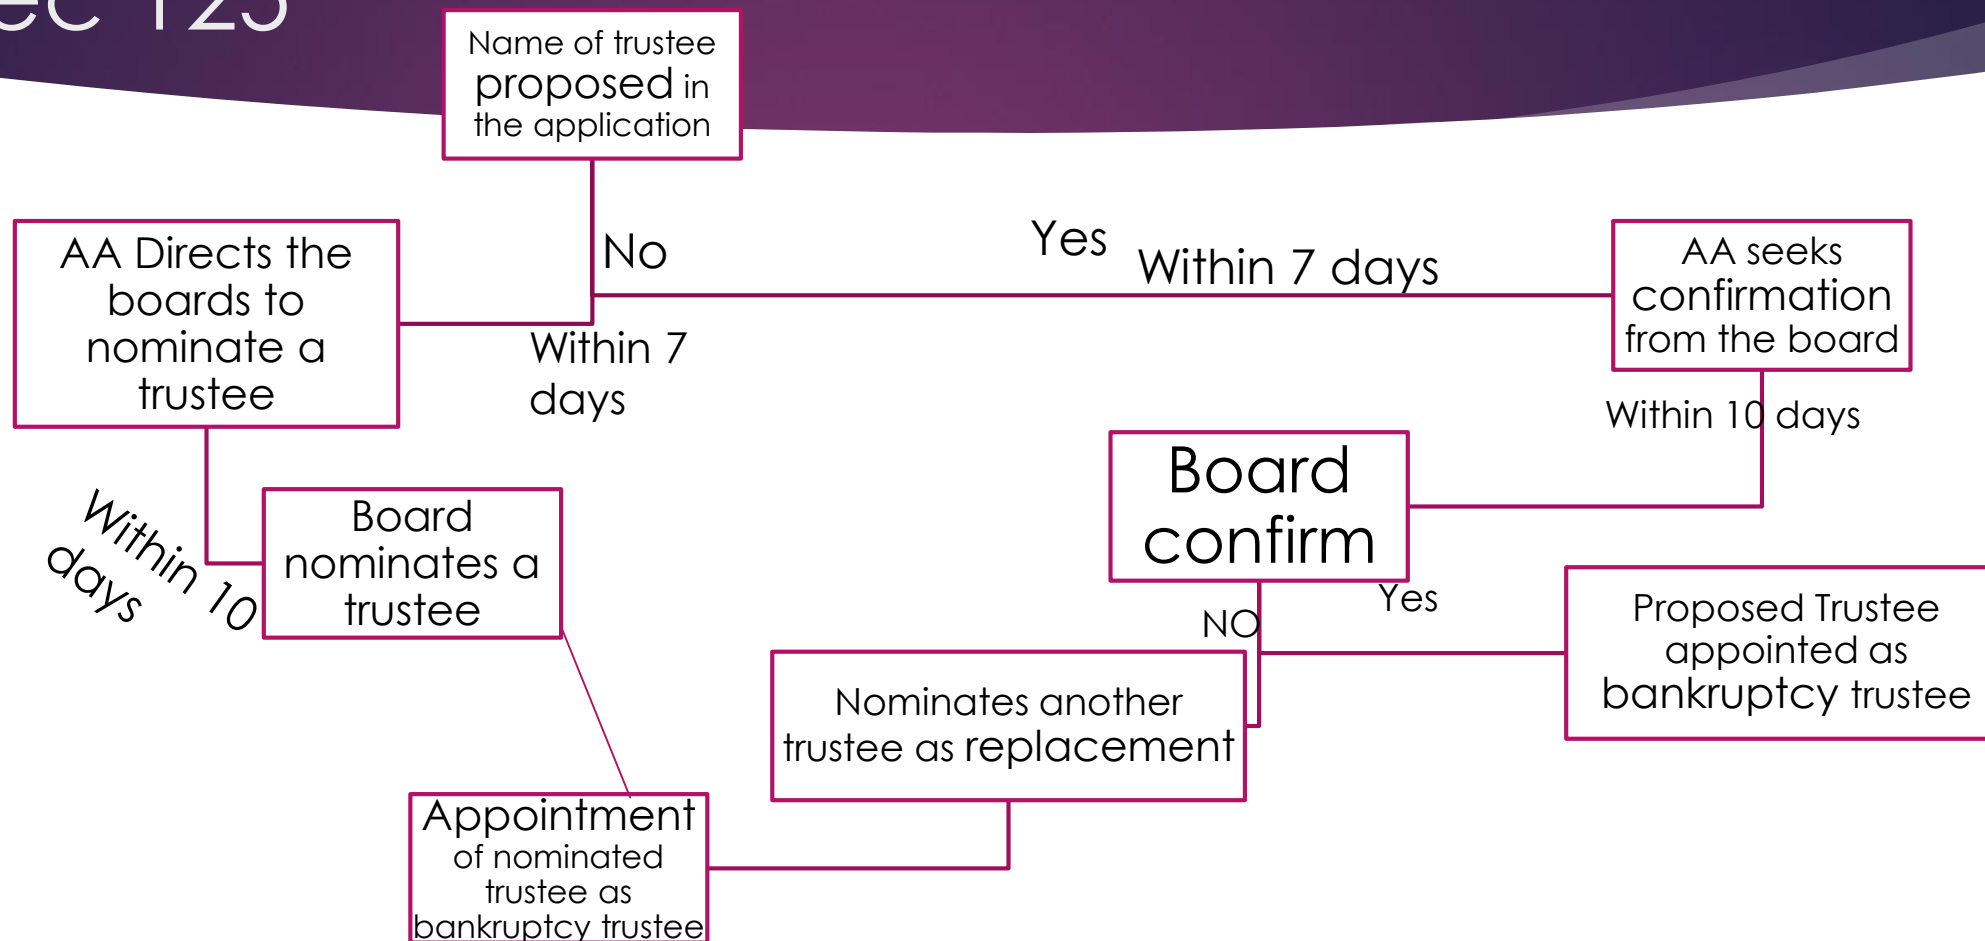 ec 125
Name of trustee
proposed in
the application
No
Yes
Within 7 days
AA Directs the
boards to
nominate a
trustee
AA seeks
confirmation
from the board
Within 7
days
Within 10 days
Board
confirm
Within 10
days
Board
nominates a
trustee
Yes
NO
Proposed Trustee
appointed as
bankruptcy trustee
Nominates another
trustee as replacement
Appointment
of nominated
trustee as
bankruptcy trustee